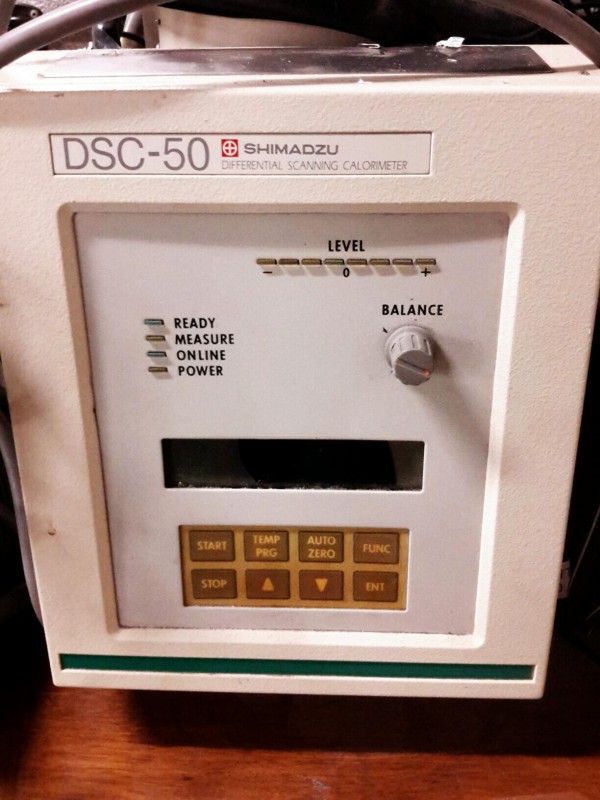 DSC-50 SHIMADZU
DIFFERENTIAL SCANNING CALORIMETER
LEVEL
- 0 +
BALANCE
READY
MEASURE
ONLINE
POWER
START TEMP PRG AUTO ZERO FUNC
STOP ▲ ▼ ENT